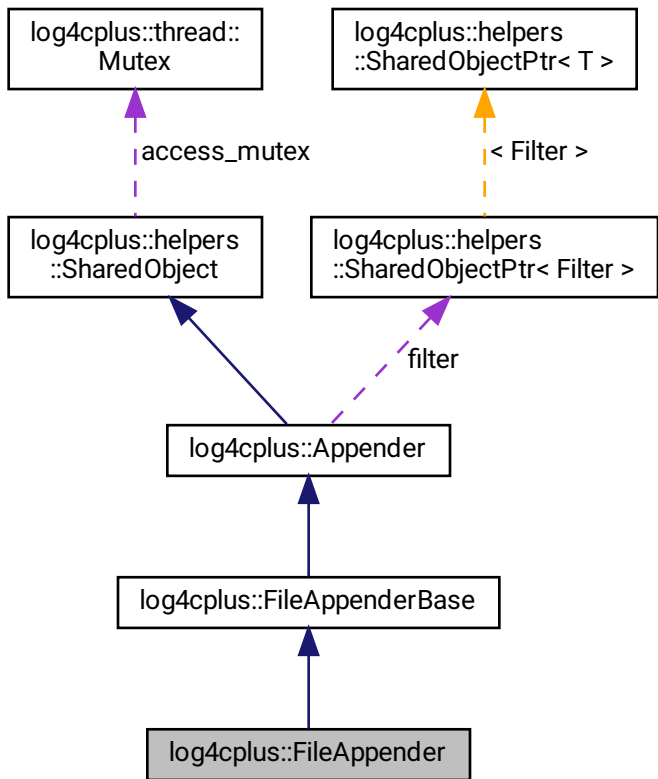 log4cplus::thread::
Mutex
log4cplus::helpers
::SharedObjectPtr< T >
access_mutex
< Filter >
log4cplus::helpers
::SharedObject
log4cplus::helpers
::SharedObjectPtr< Filter >
filter
log4cplus::Appender
log4cplus::FileAppenderBase
log4cplus::FileAppender